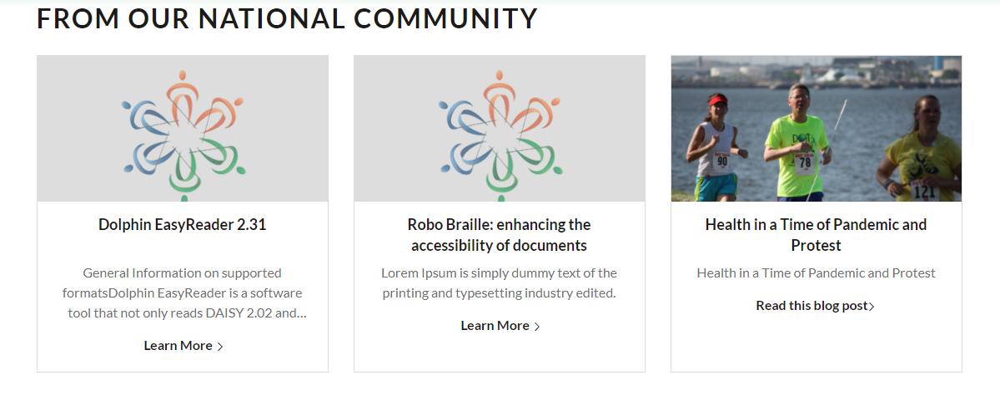 FROM OUR NATIONAL COMMUNITY
Dolphin EasyReader 2.31
General Information on supported
formatsDolphin EasyReader is a software
tool that not only reads DAISY 2.02 and...
Learn More
Robo Braille: enhancing the
accessibility of documents
Lorem Ipsum is simply dummy text of the
printing and typesetting industry edited.
Learn More
90
78
121
Health in a Time of Pandemic and
Protest
Health in a Time of Pandemic and Protest
Read this blog post